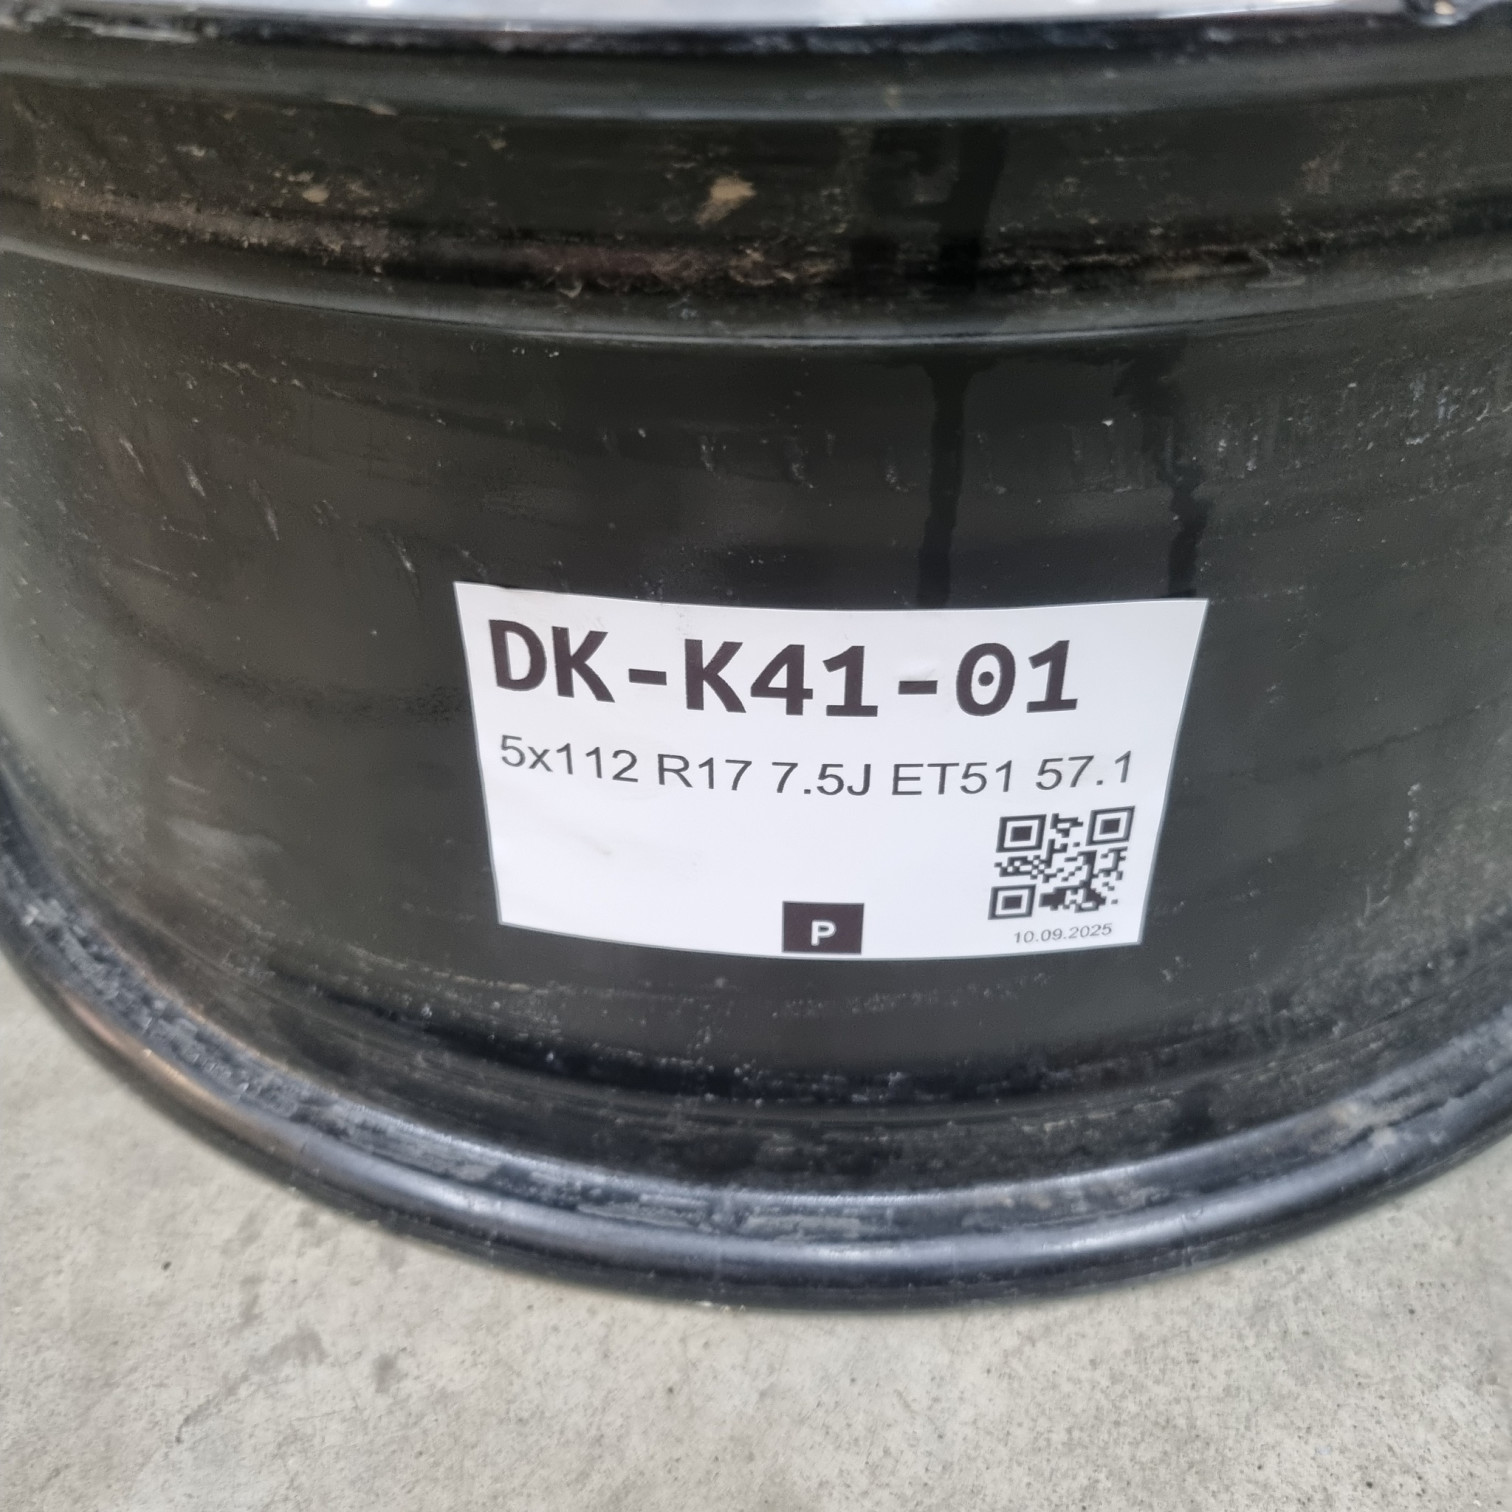 DK-K41-01
5x112 R17 7.5J ET51 57.1
P
10.09.2025